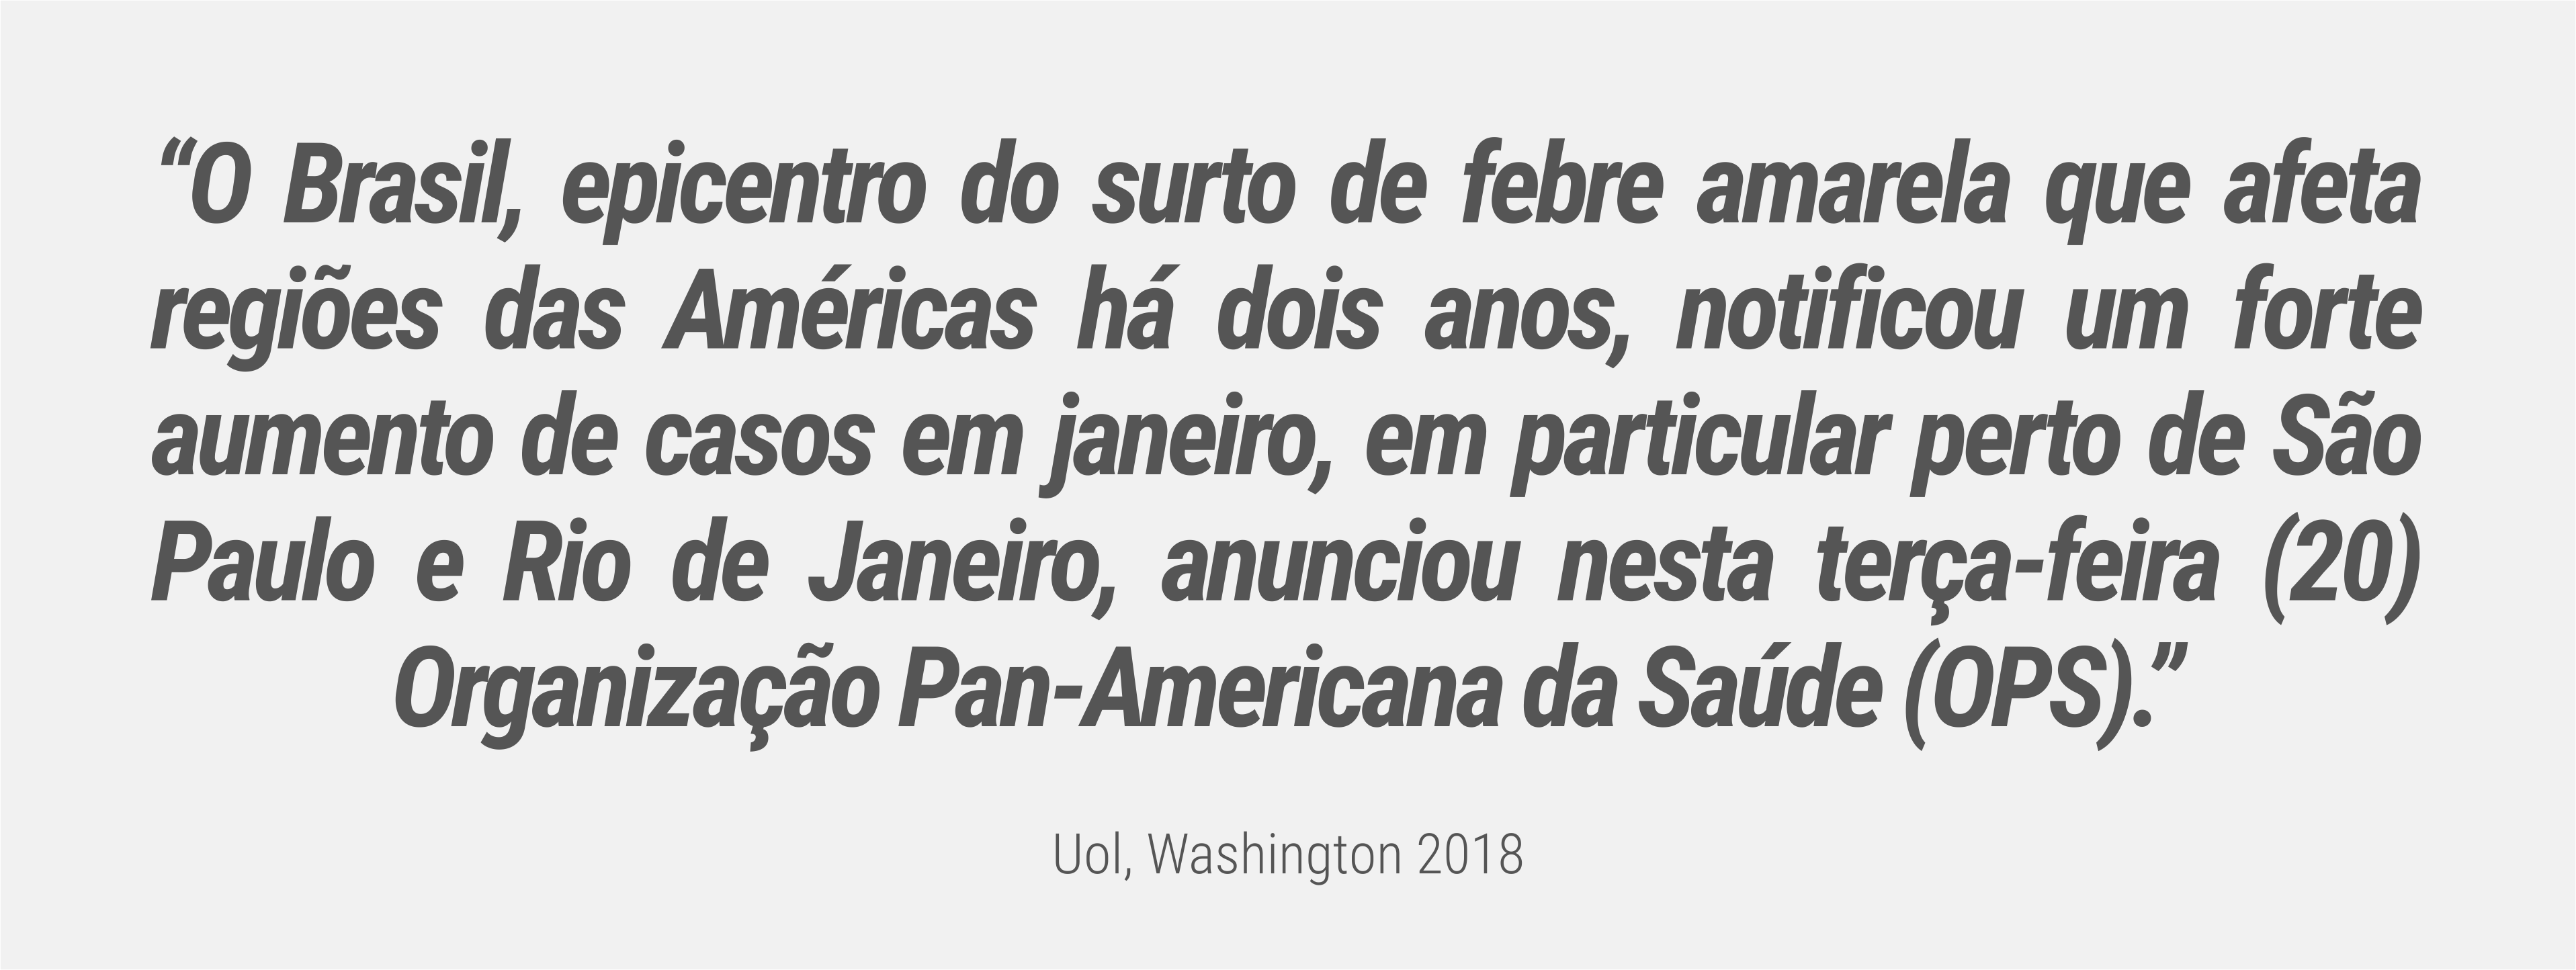 “O Brasil, epicentro do surto de febre amarela que afeta
regiões das Américas há dois anos, notificou um forte
aumento de casos em janeiro, em particular perto de São
Paulo e Rio de Janeiro, anunciou nesta terça-feira (20)
Organização Pan-Americana da Saúde (OPS).”
Uol, Washington 2018